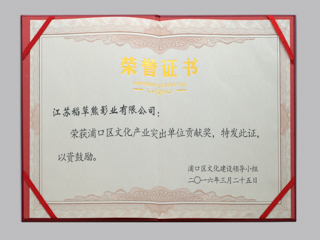 荣誉证书
江苏稻草熊影业有限公司：
荣获浦口区文化产业突出单位贡献奖，特发此证，
以资鼓励。
浦口区文化建设领导小组
二〇一六年三月二十五日